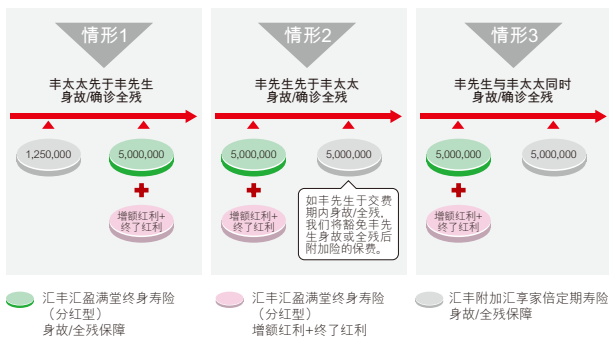 情形1
丰太太先于丰先生
身故/确诊全残
1,250,000
5,000,000
增额红利+
终了红利
情形2
丰先生先于丰太太
身故/确诊全残
5,000,000
5,000,000
增额红利+
终了红利
如丰先生于交费
期内身故/全残，
我们将豁免丰先
生身故或全残后
附加险的保费。
情形3
丰先生与丰太太同时
身故/确诊全残
5,000,000
5,000,000
增额红利+
终了红利
汇丰汇盈满堂终身寿险
（分红型）
身故/全残保障
汇丰汇盈满堂终身寿险
（分红型）
增额红利+终了红利
汇丰附加汇享家倍定期寿险
身故/全残保障